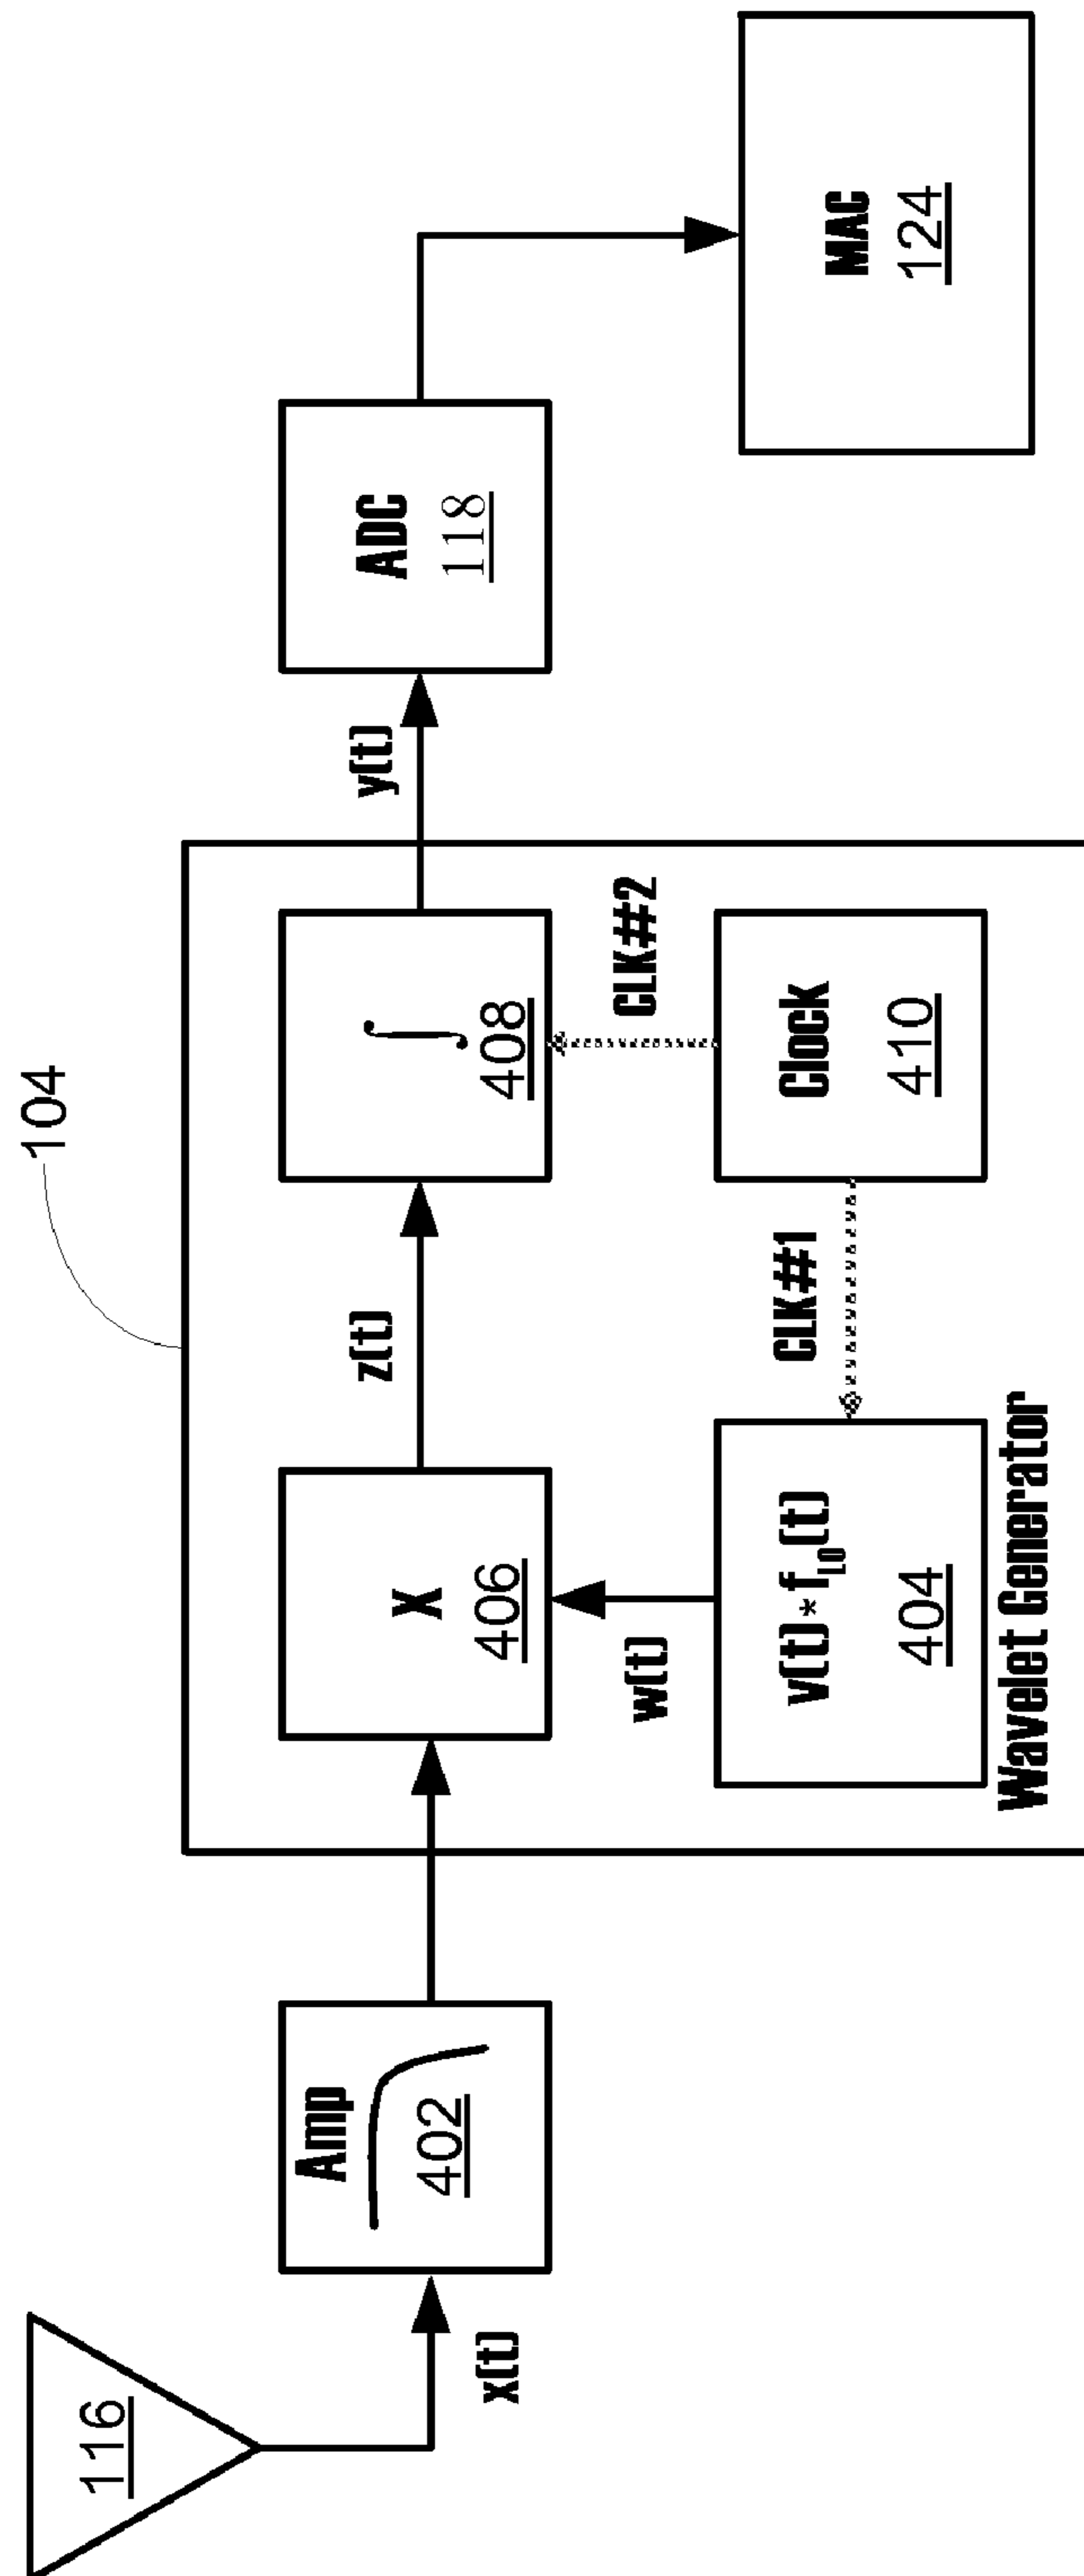 104
116
x(t)
Amp
402
X
406
z(t)
∫
408
y(t)
ADC
118
MAC
124
w(t)
v(t)*f_LO(t)
404
CLK#1
CLK#2
Clock
410
Wavelet Generator